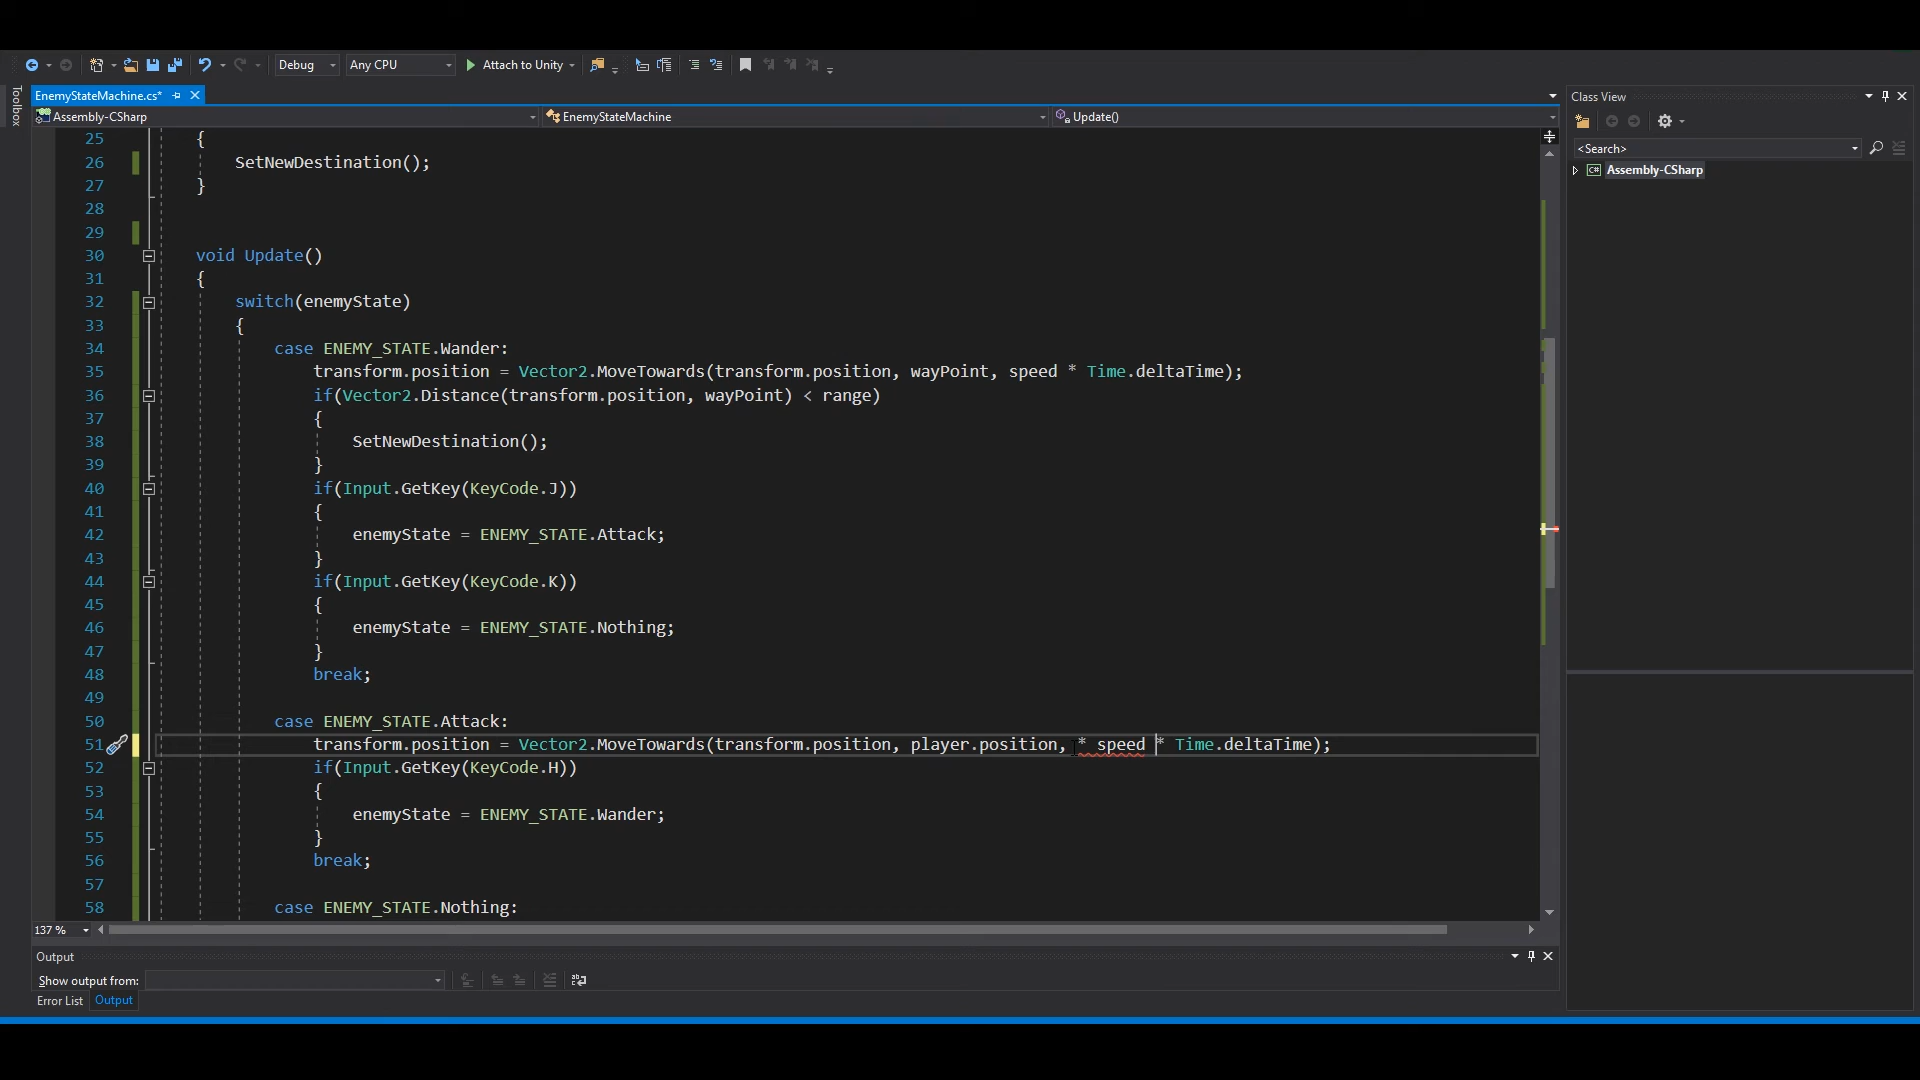 Debug Any CPU Attach to Unity
Toolbox
EnemyStateMachine.cs*
Assembly-CSharp EnemyStateMachine Update()
25 {
26 SetNewDestination();
27 }
28
29
30 void Update()
31 {
32 switch(enemyState)
33 {
34 case ENEMY_STATE.Wander:
35 transform.position = Vector2.MoveTowards(transform.position, wayPoint, speed * Time.deltaTime);
36 if(Vector2.Distance(transform.position, wayPoint) < range)
37 {
38 SetNewDestination();
39 }
40 if(Input.GetKey(KeyCode.J))
41 {
42 enemyState = ENEMY_STATE.Attack;
43 }
44 if(Input.GetKey(KeyCode.K))
45 {
46 enemyState = ENEMY_STATE.Nothing;
47 }
48 break;
49
50 case ENEMY_STATE.Attack:
51 transform.position = Vector2.MoveTowards(transform.position, player.position, * speed * Time.deltaTime);
52 if(Input.GetKey(KeyCode.H))
53 {
54 enemyState = ENEMY_STATE.Wander;
55 }
56 break;
57
58 case ENEMY_STATE.Nothing:
137 %
Output
Show output from:
Error List Output
Class View
<Search>
C# Assembly-CSharp